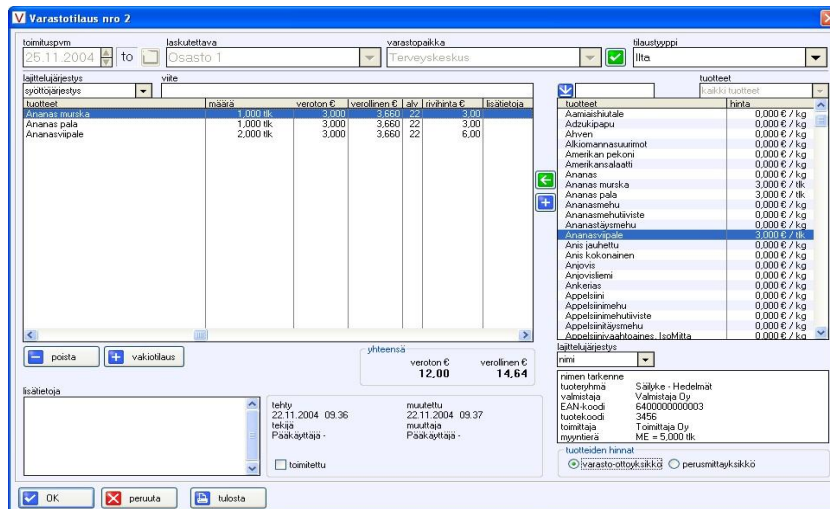 Varastotilaus nro 2
toimituspvm laskutettava varastopaikka tilaustyyppi
25.11.2004 to Osasto 1 Terveyskeskus Ilta
lajittelujärjestys viite tuotteet
syöttöjärjestys kaikki tuotteet
tuotteet määrä veroton € verollinen € alv rivihinta € lisätietoja
Ananas murska 1,000 tlk 3,000 3,660 22 3,00
Ananas pala 1,000 tlk 3,000 3,660 22 3,00
Ananasviipale 2,000 tlk 3,000 3,660 22 6,00
tuotteet hinta
Aamiaishiutale 0,000 € / kg
Adzukipapu 0,000 € / kg
Ahven 0,000 € / kg
Alkiomannasuurimot 0,000 € / kg
Amerikan pekoni 0,000 € / kg
Amerikansalaatti 0,000 € / kg
Ananas 0,000 € / kg
Ananas murska 3,000 € / tlk
Ananas pala 3,000 € / tlk
Ananasmehu 0,000 € / kg
Ananasmehutiiviste 0,000 € / kg
Ananastäysmehu 0,000 € / kg
Ananasviipale 3,000 € / tlk
Anis jauhettu 0,000 € / kg
Anis kokonainen 0,000 € / kg
Anjovis 0,000 € / kg
Anjovisliemi 0,000 € / kg
Ankerias 0,000 € / kg
Appelsiini 0,000 € / kg
Appelsiinimehu 0,000 € / kg
Appelsiinimehutiiviste 0,000 € / kg
Appelsiinitäysmehu 0,000 € / kg
Appelsiinivaahtoaines, IsoMitta 0,000 € / kg
poista vakiotilaus
yhteensä
veroton € verollinen €
12,00 14,64
lajittelujärjestys
nimi
nimen tarkenne
tuoteryhmä Säilyke - Hedelmät
valmistaja Valmistaja Oy
EAN-koodi 6400000000003
tuotekoodi 3456
toimittaja Toimittaja Oy
myyntierä ME = 5,000 tlk
lisätietoja
tehty muutettu
22.11.2004 09.36 22.11.2004 09.37
tekijä muuttaja
Pääkäyttäjä - Pääkäyttäjä -
toimitettu
tuotteiden hinnat
varasto-ottoyksikkö perusmittayksikkö
OK peruuta tulosta